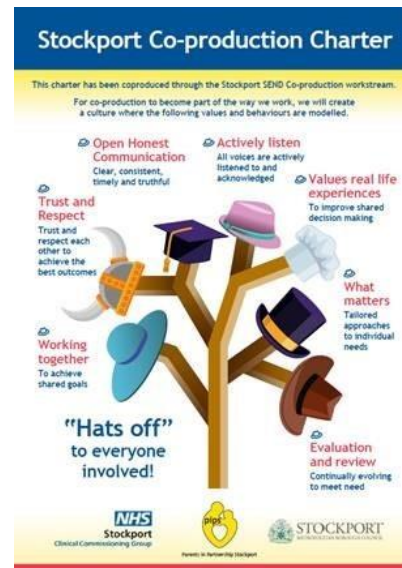 Stockport Co-production Charter
This charter has been coproduced through the Stockport SEND Co-production workstream.
For co-production to become part of the way we work, we will create
a culture where the following values and behaviours are modelled.
Open Honest
Communication
Clear, consistent,
timely and truthful
Actively listen
All voices are actively
listened to and
acknowledged
Values real life
experiences
To improve shared
decision making
Trust and
Respect
Trust and
respect each
other to
achieve the
best outcomes
What
matters
Tailored
approaches
to individual
needs
Working
together
To achieve
shared goals
"Hats off"
to everyone
involved!
Evaluation
and review
Continually evolving
to meet need
NHS
Stockport
Clinical Commissioning Group
pips
Parents in Partnership Stockport
STOCKPORT
METROPOLITAN BOROUGH COUNCIL